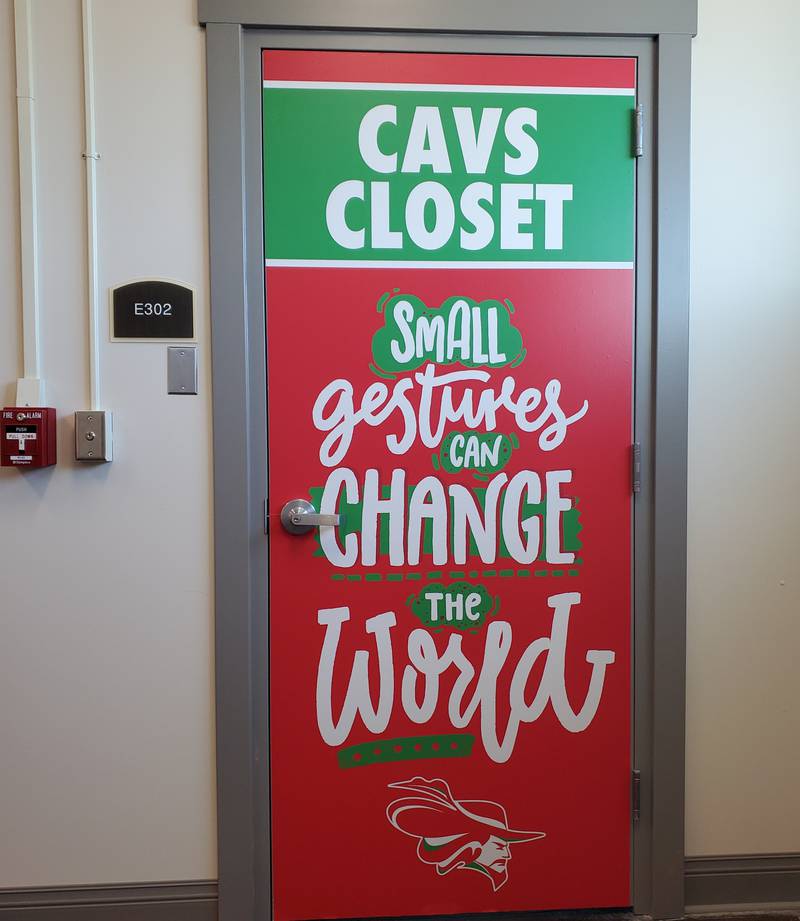 CAVS
CLOSET
SMALL
gestures
CAN
CHANGE
THE
World
E302
FIRE ALARM
PUSH
PULL DOWN